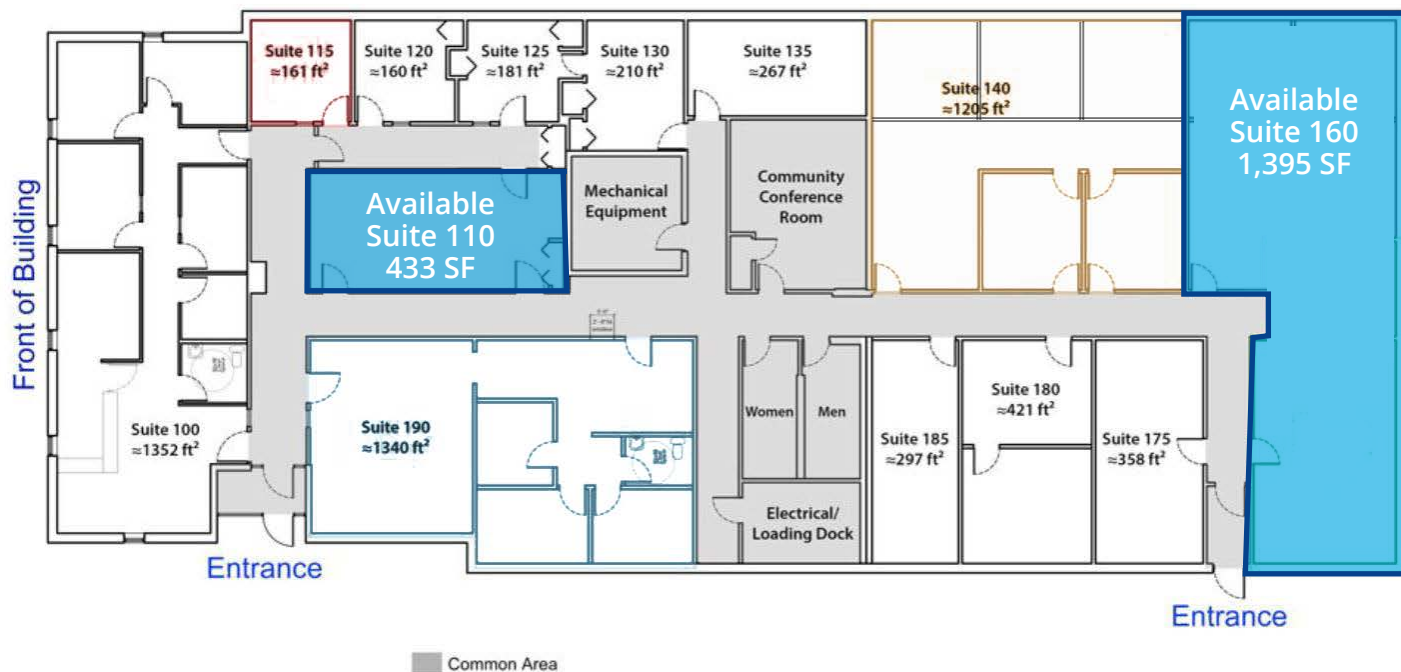 Suite 115
≈161 ft²
Suite 120
≈160 ft²
Suite 125
≈181 ft²
Suite 130
≈210 ft²
Suite 135
≈267 ft²
Suite 140
≈1205 ft²
Available
Suite 160
1,395 SF
Available
Suite 110
433 SF
Mechanical
Equipment
Community
Conference
Room
Front of Building
Suite 100
≈1352 ft²
Suite 190
≈1340 ft²
Women
Men
Suite 185
≈297 ft²
Suite 180
≈421 ft²
Suite 175
≈358 ft²
Electrical/
Loading Dock
Entrance
Entrance
Common Area